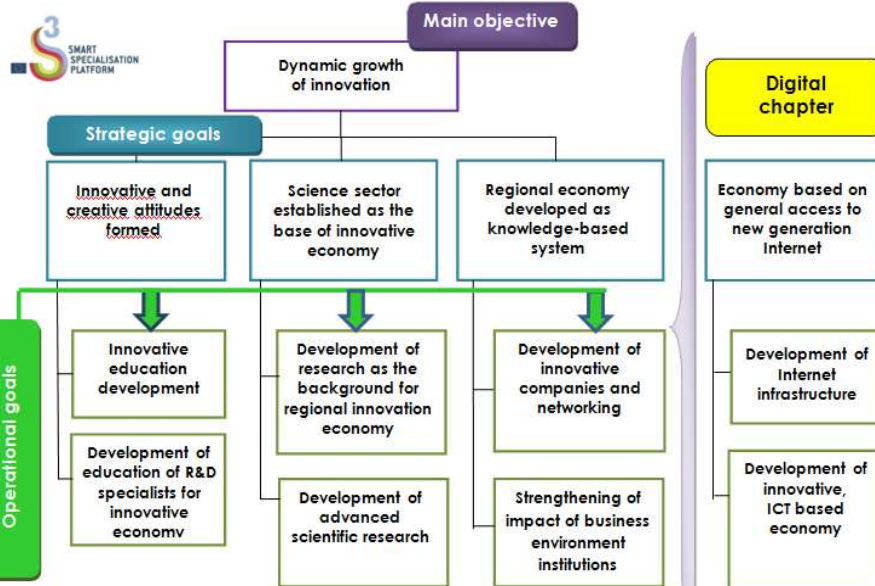 3
S
SMART
SPECIALISATION
PLATFORM
Main objective
Dynamic growth
of innovation
Digital
chapter
Strategic goals
Innovative and
creative attitudes
formed
Science sector
established as the
base of innovative
economy
Regional economy
developed as
knowledge-based
system
Economy based on
general access to
new generation
Internet
Operational goals
Innovative
education
development
Development of
research as the
background for
regional innovation
economy
Development of
innovative
companies and
networking
Development of
Internet
infrastructure
Development of
education of R&D
specialists for
innovative
economy
Development of
advanced
scientific research
Strengthening of
impact of business
environment
institutions
Development of
innovative,
ICT based
economy